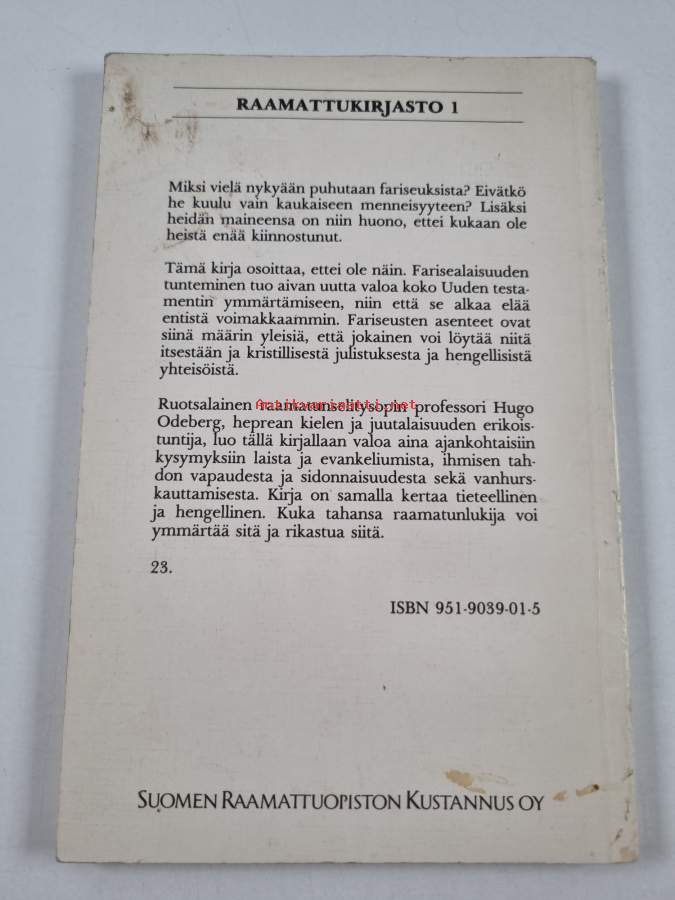 RAAMATTUKIRJASTO 1
Miksi vielä nykyään puhutaan fariseuksista? Eivätkö
he kuulu vain kaukaiseen menneisyyteen? Lisäksi
heidän maineensa on niin huono, ettei kukaan ole
heistä enää kiinnostunut.
Tämä kirja osoittaa, ettei ole näin. Farisealaisuuden
tunteminen tuo aivan uutta valoa koko Uuden testa-
mentin ymmärtämiseen, niin että se alkaa elää
entistä voimakkaammin. Fariseusten asenteet ovat
siinä määrin yleisiä, että jokainen voi löytää niitä
itsestään ja kristillisestä julistuksesta ja hengellisistä
yhteisöistä.
Ruotsalainen raamatunselitysopin professori Hugo
Antikvariaatti.net
Odeberg, heprean kielen ja juutalaisuuden erikois-
tuntija, luo tällä kirjallaan valoa aina ajankohtaisiin
kysymyksiin laista ja evankeliumista, ihmisen tah-
don vapaudesta ja sidonnaisuudesta sekä vanhurs-
kauttamisesta. Kirja on samalla kertaa tieteellinen
ja hengellinen. Kuka tahansa raamatunlukija voi
ymmärtää sitä ja rikastua siitä.
23.
ISBN 951-9039-01-5
SUOMEN RAAMATTUOPISTON KUSTANNUS OY